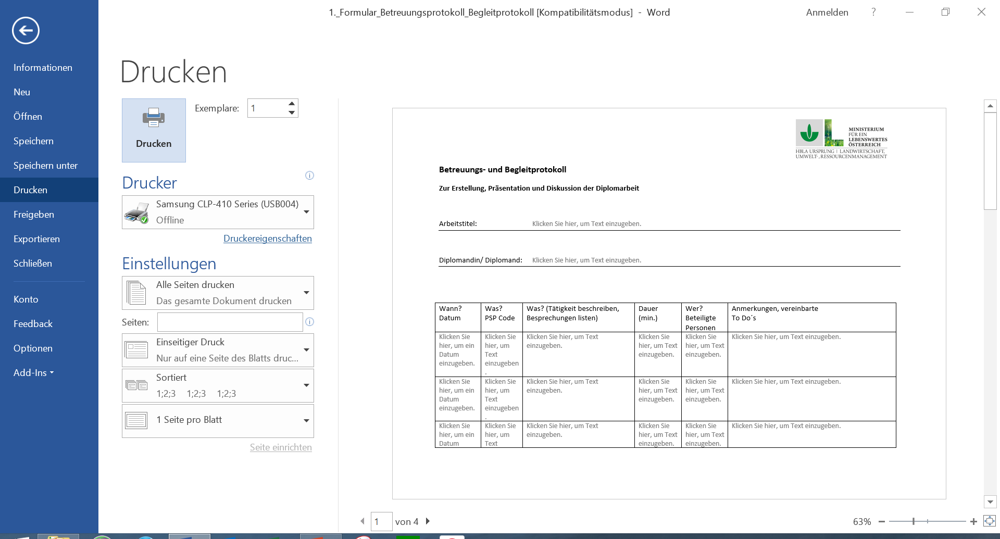 1._Formular_Betreuungsprotokoll_Begleitprotokoll [Kompatibilitätsmodus] - Word
Anmelden
?
Informationen
Neu
Öffnen
Speichern
Speichern unter
Drucken
Freigeben
Exportieren
Schließen
Konto
Feedback
Optionen
Add-Ins
Drucken
Drucken
Exemplare:
1
Drucker
Samsung CLP-410 Series (USB004)
Offline
Druckereigenschaften
Einstellungen
Alle Seiten drucken
Das gesamte Dokument drucken
Seiten:
Einseitiger Druck
Nur auf eine Seite des Blatts druc...
Sortiert
1;2;3 1;2;3 1;2;3
1 Seite pro Blatt
Seite einrichten
MINISTERIUM
FÜR EIN
LEBENSWERTES
ÖSTERREICH
HBLA URSPRUNG | LANDWIRTSCHAFT,
UMWELT-, RESSOURCENMANAGEMENT
Betreuungs- und Begleitprotokoll
Zur Erstellung, Präsentation und Diskussion der Diplomarbeit
Arbeitstitel: Klicken Sie hier, um Text einzugeben.
Diplomandin/ Diplomand: Klicken Sie hier, um Text einzugeben.
Wann? Was? Was? (Tätigkeit beschreiben, Dauer Wer? Anmerkungen, vereinbarte
Datum PSP Code Besprechungen listen) (min.) Beteiligte To Do´s
Personen
Klicken Sie Klicken Sie Klicken Sie hier, um Text Klicken Sie Klicken Sie Klicken Sie hier, um Text einzugeben.
hier, um ein hier, um einzugeben. hier, um Text hier, um Text
Datum Text einzugeben. einzugeben.
einzugeben. einzugeben
.
Klicken Sie Klicken Sie Klicken Sie hier, um Text Klicken Sie Klicken Sie Klicken Sie hier, um Text einzugeben.
hier, um ein hier, um einzugeben. hier, um Text hier, um Text
Datum Text einzugeben. einzugeben.
einzugeben. einzugeben
.
Klicken Sie Klicken Sie Klicken Sie hier, um Text Klicken Sie Klicken Sie Klicken Sie hier, um Text einzugeben.
hier, um ein hier, um einzugeben. hier, um Text hier, um Text
Datum Text einzugeben. einzugeben.
1 von 4
63%